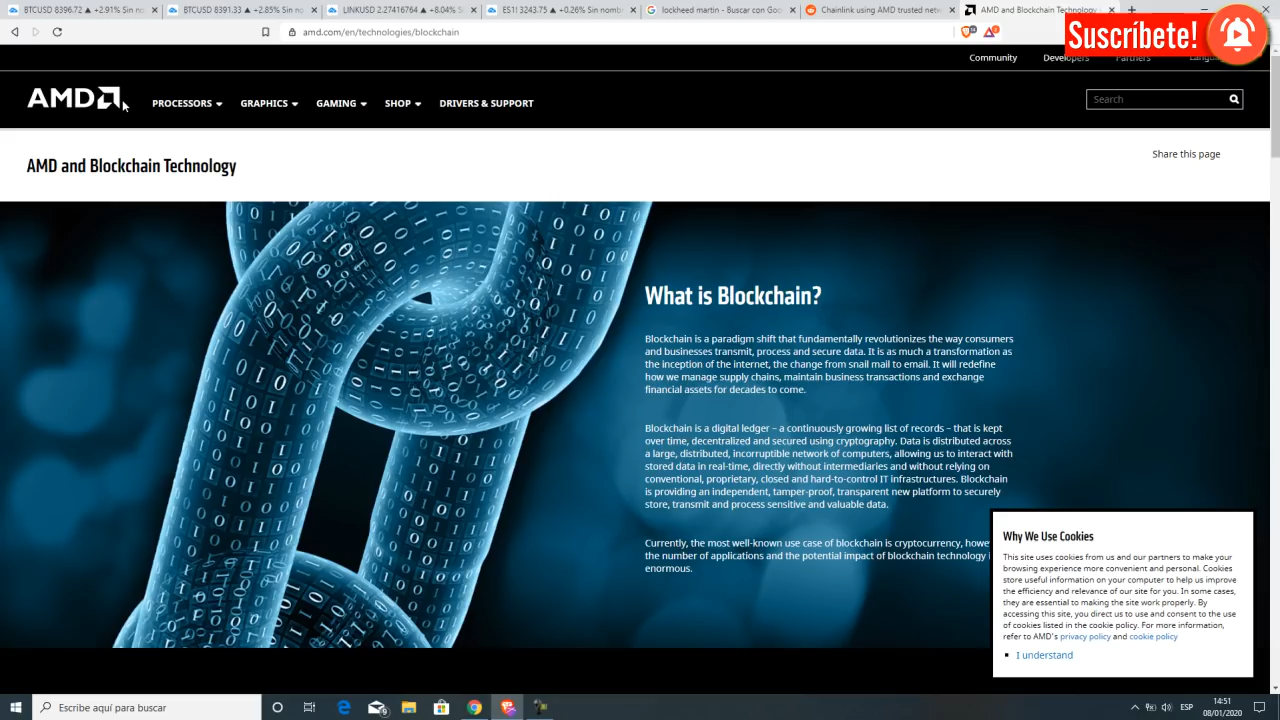 BTCUSD 8396.72 ▲ +2.91% Sin no
BTCUSD 8391.33 ▲ +2.85% Sin no
LINKUSD 2.27416764 ▲ +8.04% S
ES1! 3243.75 ▲ +0.26% Sin nomb
lockheed martin - Buscar con Goo
Chainlink using AMD trusted netw
AMD and Blockchain Technology
amd.com/en/technologies/blockchain
Suscríbete!
Community
Developers
Partners
AMD
PROCESSORS
GRAPHICS
GAMING
SHOP
DRIVERS & SUPPORT
Search
AMD and Blockchain Technology
Share this page
What is Blockchain?
Blockchain is a paradigm shift that fundamentally revolutionizes the way consumers
and businesses transmit, process and secure data. It is as much a transformation as
the inception of the internet, the change from snail mail to email. It will redefine
how we manage supply chains, maintain business transactions and exchange
financial assets for decades to come.
Blockchain is a digital ledger – a continuously growing list of records – that is kept
over time, decentralized and secured using cryptography. Data is distributed across
a large, distributed, incorruptible network of computers, allowing us to interact with
stored data in real-time, directly without intermediaries and without relying on
conventional, proprietary, closed and hard-to-control IT infrastructures. Blockchain
is providing an independent, tamper-proof, transparent new platform to securely
store, transmit and process sensitive and valuable data.
Currently, the most well-known use case of blockchain is cryptocurrency, howe
the number of applications and the potential impact of blockchain technology i
enormous.
Why We Use Cookies
This site uses cookies from us and our partners to make your
browsing experience more convenient and personal. Cookies
store useful information on your computer to help us improve
the efficiency and relevance of our site for you. In some cases,
they are essential to making the site work properly. By
accessing this site, you direct us to use and consent to the use
of cookies listed in the cookie policy. For more information,
refer to AMD's privacy policy and cookie policy
I understand
Escribe aquí para buscar
9
ESP
14:51
08/01/2020